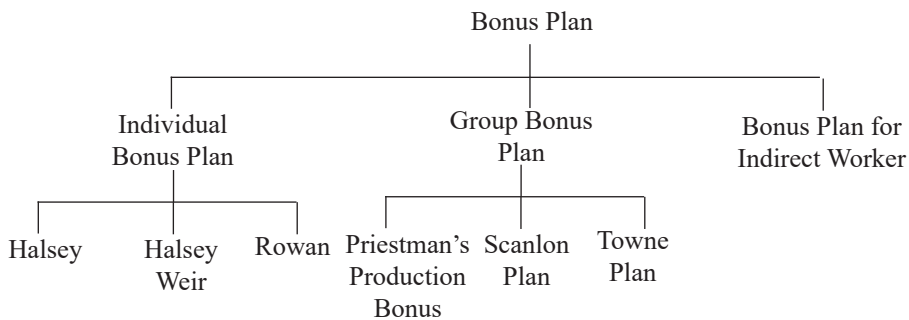 Bonus Plan
Individual
Bonus Plan
Group Bonus
Plan
Bonus Plan for
Indirect Worker
Halsey
Halsey
Weir
Rowan
Priestman's
Production
Bonus
Scanlon
Plan
Towne
Plan